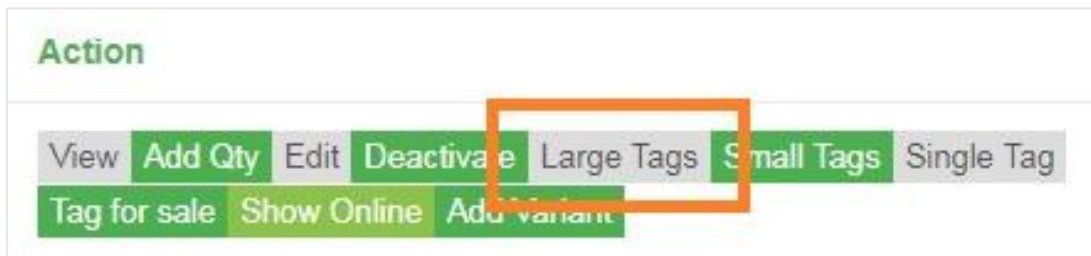 Action
View Add Qty Edit Deactivate Large Tags Small Tags Single Tag
Tag for sale Show Online Add Variant